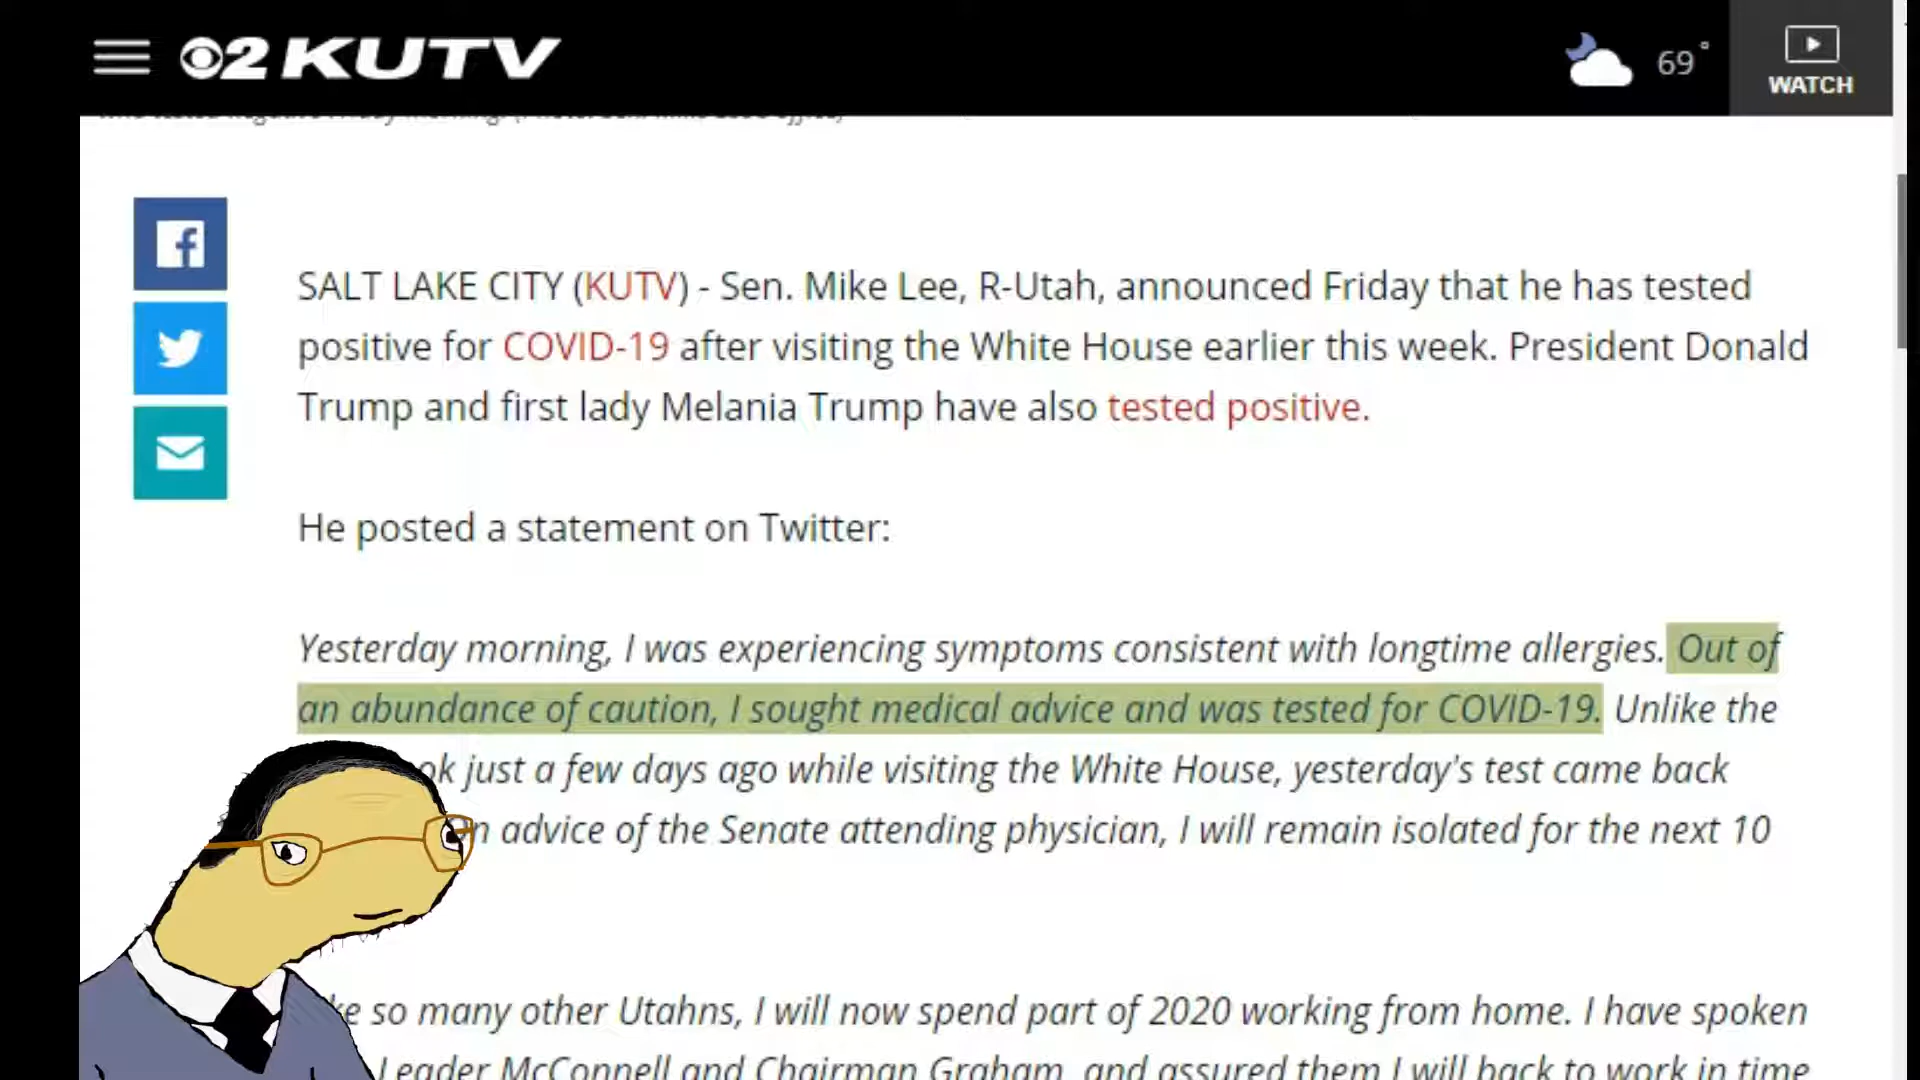 2 KUTV
69°
WATCH
SALT LAKE CITY (KUTV) - Sen. Mike Lee, R-Utah, announced Friday that he has tested
positive for COVID-19 after visiting the White House earlier this week. President Donald
Trump and first lady Melania Trump have also tested positive.
He posted a statement on Twitter:
Yesterday morning, I was experiencing symptoms consistent with longtime allergies. Out of
an abundance of caution, I sought medical advice and was tested for COVID-19. Unlike the
just a few days ago while visiting the White House, yesterday's test came back
advice of the Senate attending physician, I will remain isolated for the next 10
so many other Utahns, I will now spend part of 2020 working from home. I have spoken
Leader McConnell and Chairman Graham, and assured them I will back to work in time